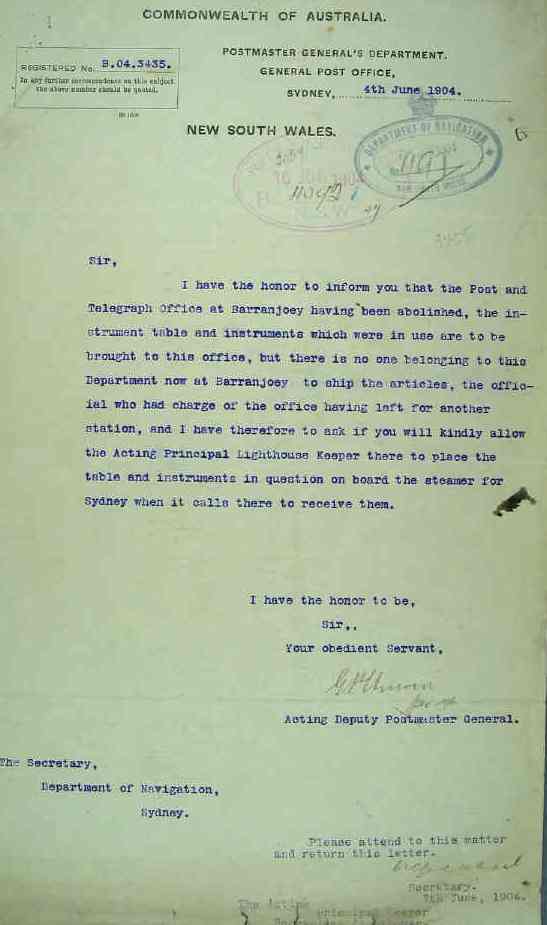 COMMONWEALTH OF AUSTRALIA.
POSTMASTER GENERAL'S DEPARTMENT.
REGISTERED No. B.04.3435.
In any further correspondence on this subject
the above number should be quoted.
GENERAL POST OFFICE,
SYDNEY, 4th June 1904.
NEW SOUTH WALES.
DEPARTMENT OF NAVIGATION
Sir,
I have the honor to inform you that the Post and
Telegraph Office at Barranjoey having been abolished, the in-
strument table and instruments which were in use are to be
brought to this office, but there is no one belonging to this
Department now at Barranjoey to ship the articles, the offic-
ial who had charge of the office having left for another
station, and I have therefore to ask if you will kindly allow
the Acting Principal Lighthouse Keeper there to place the
table and instruments in question on board the steamer for
Sydney when it calls there to receive them.
I have the honor to be,
Sir,.
Your obedient Servant,
Acting Deputy Postmaster General.
The Secretary,
Department of Navigation,
Sydney.
Please attend to this matter
and return this letter.
Secretary.
7th June, 1904.
The Acting
Principal Keeper